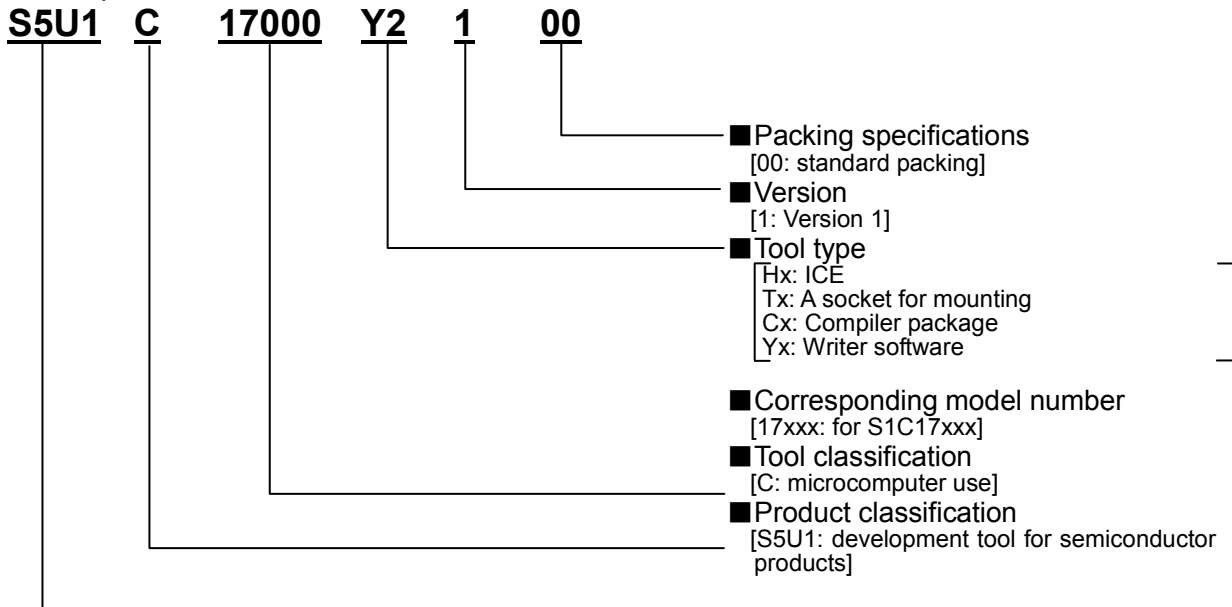 S5U1 C 17000 Y2 1 00
■Packing specifications
[00: standard packing]
■Version
[1: Version 1]
■Tool type
Hx: ICE
Tx: A socket for mounting
Cx: Compiler package
Yx: Writer software
■Corresponding model number
[17xxx: for S1C17xxx]
■Tool classification
[C: microcomputer use]
■Product classification
[S5U1: development tool for semiconductor
products]